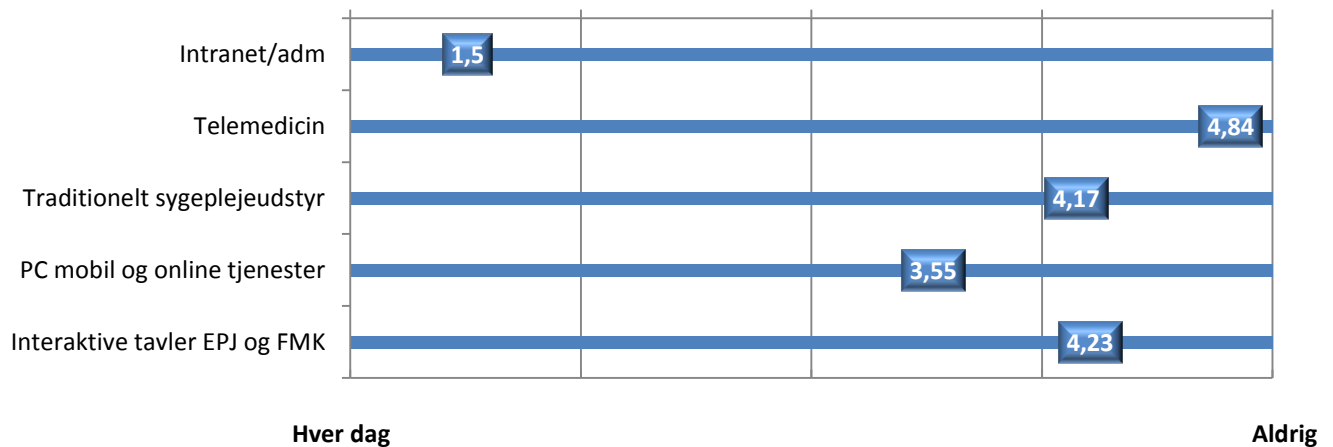 Intranet/adm
1,5
Telemedicin
4,84
Traditionelt sygeplejeudstyr
4,17
PC mobil og online tjenester
3,55
Interaktive tavler EPJ og FMK
4,23
Hver dag
Aldrig